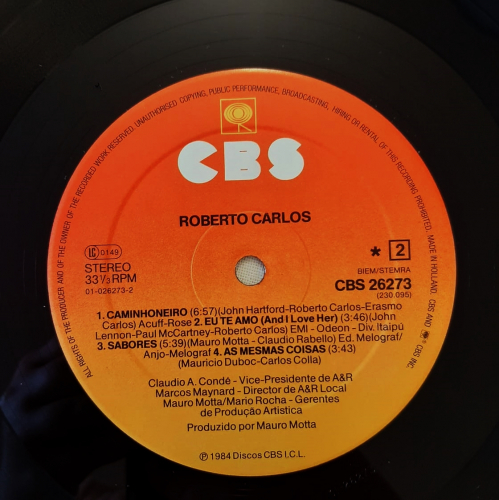 ALL RIGHTS OF THE PRODUCER AND OF THE OWNER OF THE RECORDED WORK RESERVED. UNAUTHORISED COPYING, PUBLIC PERFORMANCE, BROADCASTING, HIRING OR RENTAL OF THIS RECORDING PROHIBITED. MADE IN HOLLAND. CBS AND ARE ® CBS INC.
CBS
ROBERTO CARLOS
LC 0149
STEREO
33⅓ RPM
01-026273-2
* 2
BIEM/STEMRA
CBS 26273
(230.095)
1. CAMINHONEIRO (6:57) (John Hartford-Roberto Carlos-Erasmo
Carlos) Acuff-Rose 2. EU TE AMO (And I Love Her) (3:46) (John
Lennon-Paul McCartney-Roberto Carlos) EMI - Odeon - Div. Itaipú
3. SABORES (5:39) (Mauro Motta - Claudio Rabello) Ed. Melograf/
Anjo-Melograf 4. AS MESMAS COISAS (3:43)
(Mauricio Duboc-Carlos Colla)
Claudio A. Condê - Vice-Presidente de A&R
Marcos Maynard - Director de A&R Local
Mauro Motta/Mario Rocha - Gerentes
de Produção Artistica
Produzido por Mauro Motta
℗ 1984 Discos CBS I.C.L.